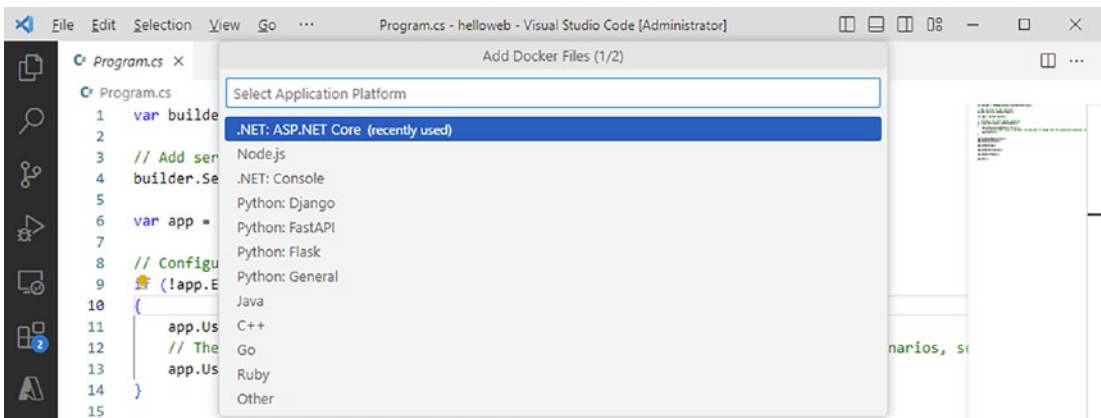 File Edit Selection View Go ··· Program.cs - helloweb - Visual Studio Code [Administrator]
Program.cs
Add Docker Files (1/2)
Program.cs
Select Application Platform
.NET: ASP.NET Core (recently used)
Node.js
.NET: Console
Python: Django
Python: FastAPI
Python: Flask
Python: General
Java
C++
Go
Ruby
Other
1 var builde
2
3 // Add ser
4 builder.Se
5
6 var app =
7
8 // Configu
9 if (!app.E
10 {
11 app.Us
12 // The narios, se
13 app.Us
14 }
15
2